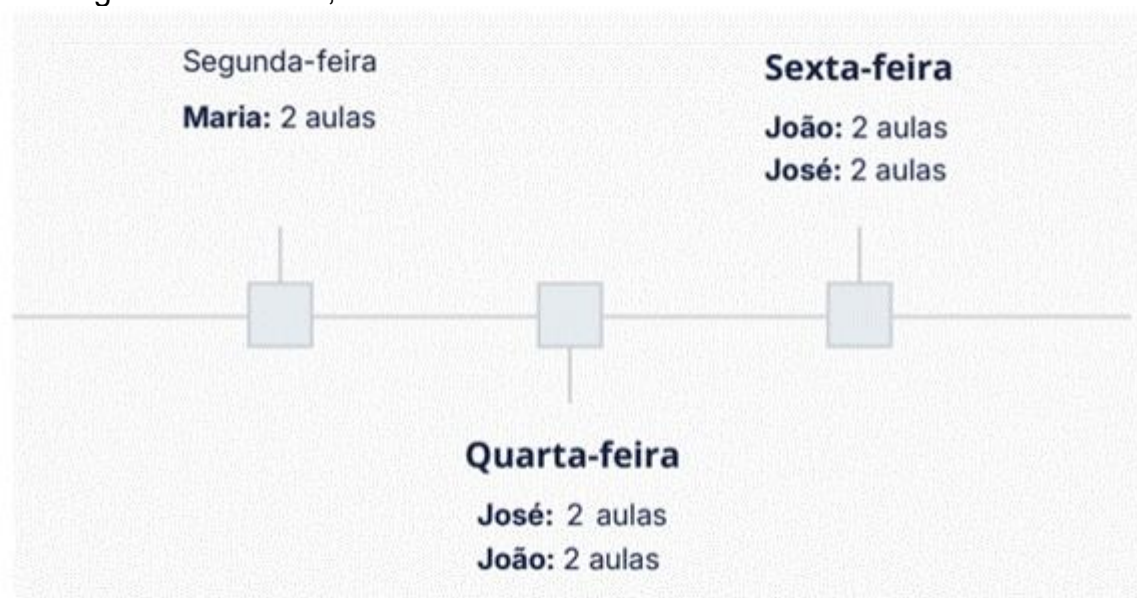 Segunda-feira
Maria: 2 aulas
Sexta-feira
João: 2 aulas
José: 2 aulas
Quarta-feira
José: 2 aulas
João: 2 aulas